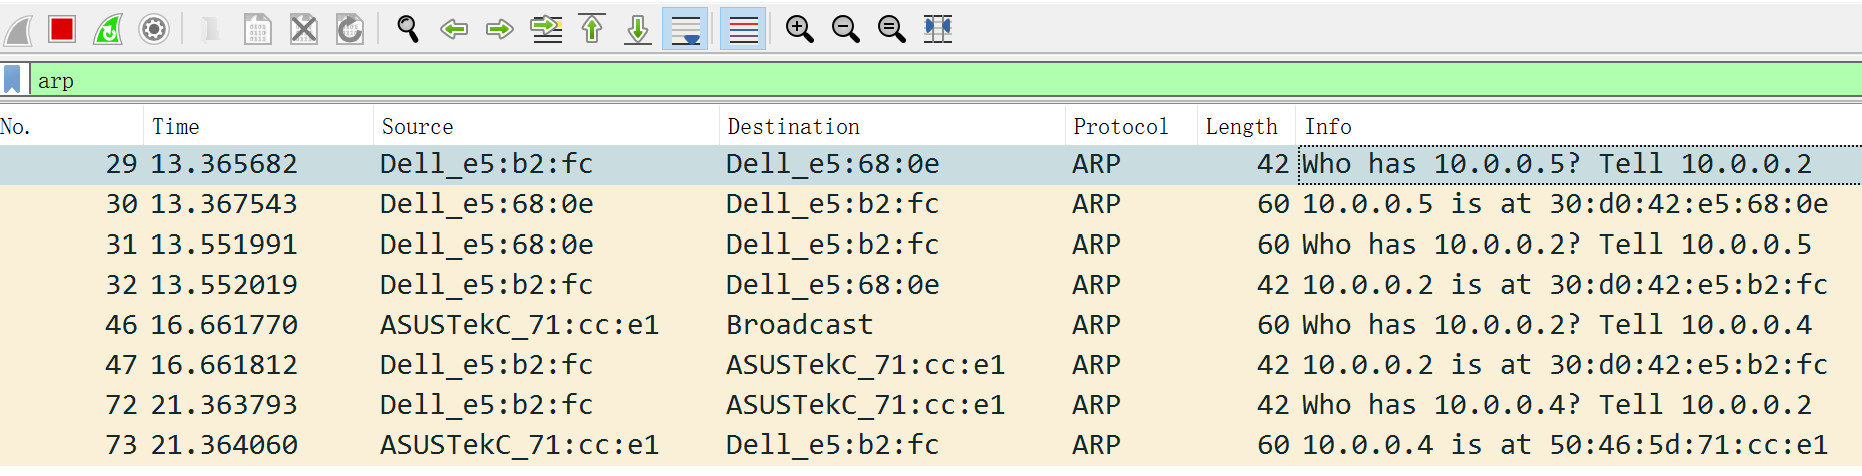 arp
No. Time Source Destination Protocol Length Info
29 13.365682 Dell_e5:b2:fc Dell_e5:68:0e ARP 42 Who has 10.0.0.5? Tell 10.0.0.2
30 13.367543 Dell_e5:68:0e Dell_e5:b2:fc ARP 60 10.0.0.5 is at 30:d0:42:e5:68:0e
31 13.551991 Dell_e5:68:0e Dell_e5:b2:fc ARP 60 Who has 10.0.0.2? Tell 10.0.0.5
32 13.552019 Dell_e5:b2:fc Dell_e5:68:0e ARP 42 10.0.0.2 is at 30:d0:42:e5:b2:fc
46 16.661770 ASUSTekC_71:cc:e1 Broadcast ARP 60 Who has 10.0.0.2? Tell 10.0.0.4
47 16.661812 Dell_e5:b2:fc ASUSTekC_71:cc:e1 ARP 42 10.0.0.2 is at 30:d0:42:e5:b2:fc
72 21.363793 Dell_e5:b2:fc ASUSTekC_71:cc:e1 ARP 42 Who has 10.0.0.4? Tell 10.0.0.2
73 21.364060 ASUSTekC_71:cc:e1 Dell_e5:b2:fc ARP 60 10.0.0.4 is at 50:46:5d:71:cc:e1